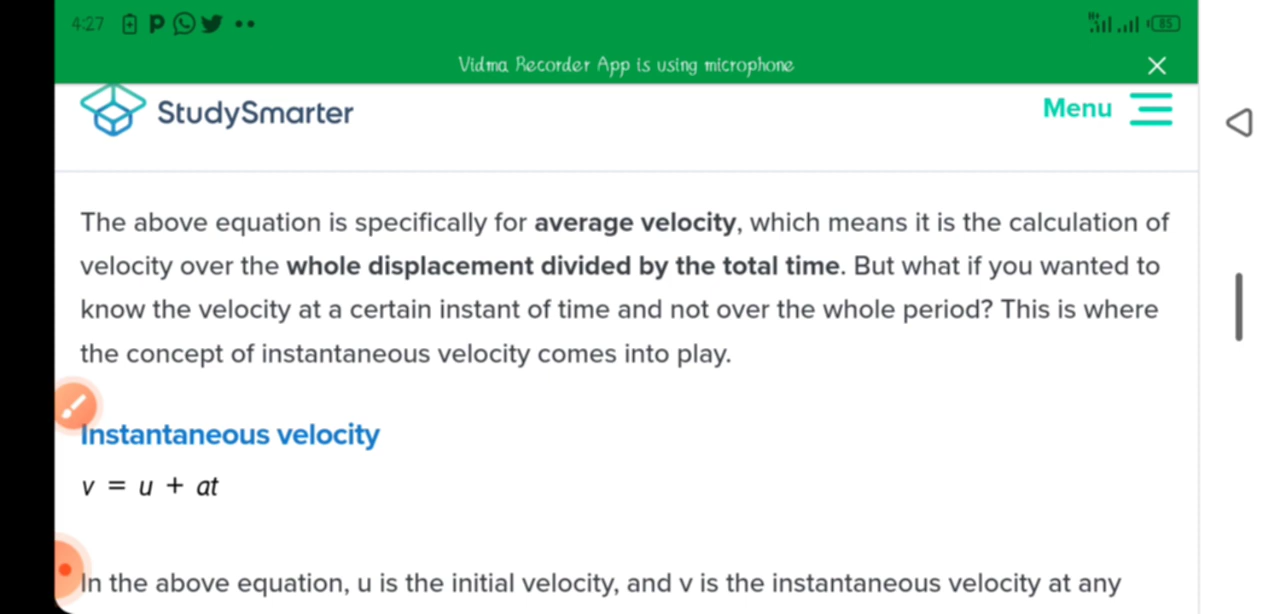 4:27
85
Vidma Recorder App is using microphone
StudySmarter
Menu
The above equation is specifically for average velocity, which means it is the calculation of
velocity over the whole displacement divided by the total time. But what if you wanted to
know the velocity at a certain instant of time and not over the whole period? This is where
the concept of instantaneous velocity comes into play.
Instantaneous velocity
v = u + at
In the above equation, u is the initial velocity, and v is the instantaneous velocity at any